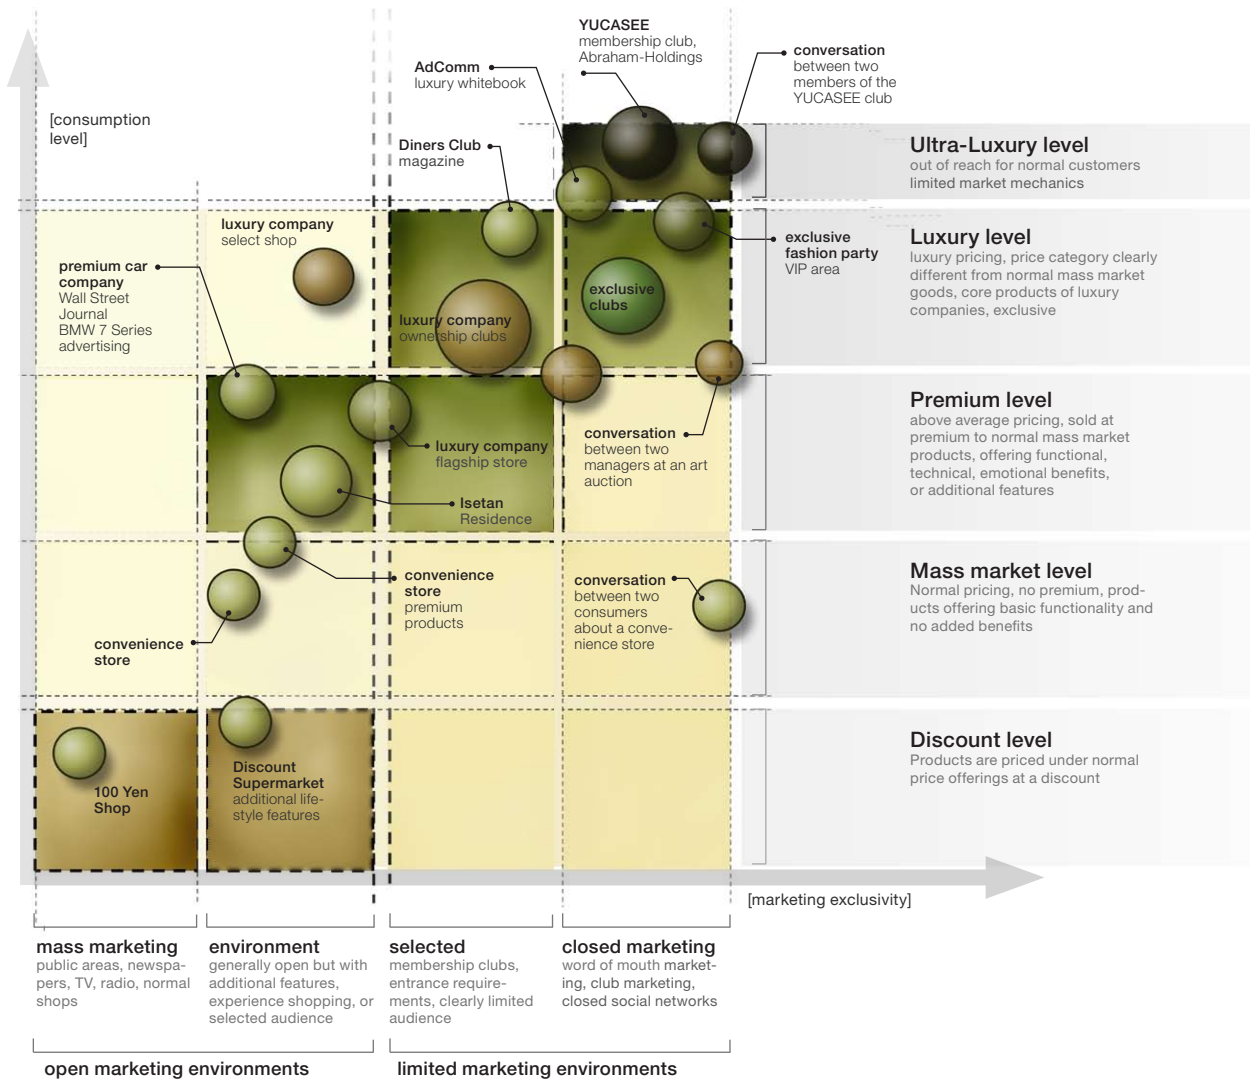 YUCASEE
membership club,
Abraham-Holdings
conversation
between two
members of the
YUCASEE club
AdComm
luxury whitebook
[consumption
level]
Diners Club
magazine
Ultra-Luxury level
out of reach for normal customers
limited market mechanics
luxury company
select shop
exclusive
fashion party
VIP area
Luxury level
luxury pricing, price category clearly
different from normal mass market
goods, core products of luxury
companies, exclusive
premium car
company
Wall Street
Journal
BMW 7 Series
advertising
exclusive
clubs
luxury company
ownership clubs
Premium level
above average pricing, sold at
premium to normal mass market
products, offering functional,
technical, emotional benefits,
or additional features
conversation
between two
managers at an art
auction
luxury company
flagship store
Isetan
Residence
convenience
store
premium
products
conversation
between two
consumers
about a conve-
nience store
Mass market level
Normal pricing, no premium, prod-
ucts offering basic functionality and
no added benefits
convenience
store
Discount level
Products are priced under normal
price offerings at a discount
100 Yen
Shop
Discount
Supermarket
additional life-
style features
[marketing exclusivity]
mass marketing
public areas, newspa-
pers, TV, radio, normal
shops
environment
generally open but with
additional features,
experience shopping, or
selected audience
selected
membership clubs,
entrance require-
ments, clearly limited
audience
closed marketing
word of mouth market-
ing, club marketing,
closed social networks
open marketing environments
limited marketing environments